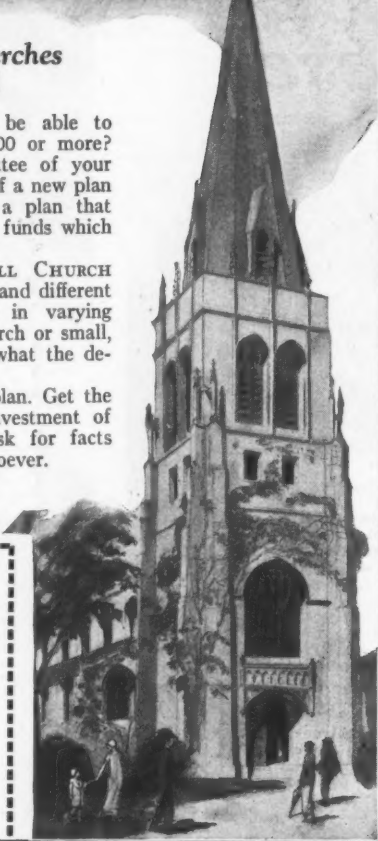 rches
be able to
00 or more?
tee of your
f a new plan
a plan that
funds which
LL CHURCH
and different
in varying
rch or small,
what the de-
plan. Get the
vestment of
sk for facts
oever.